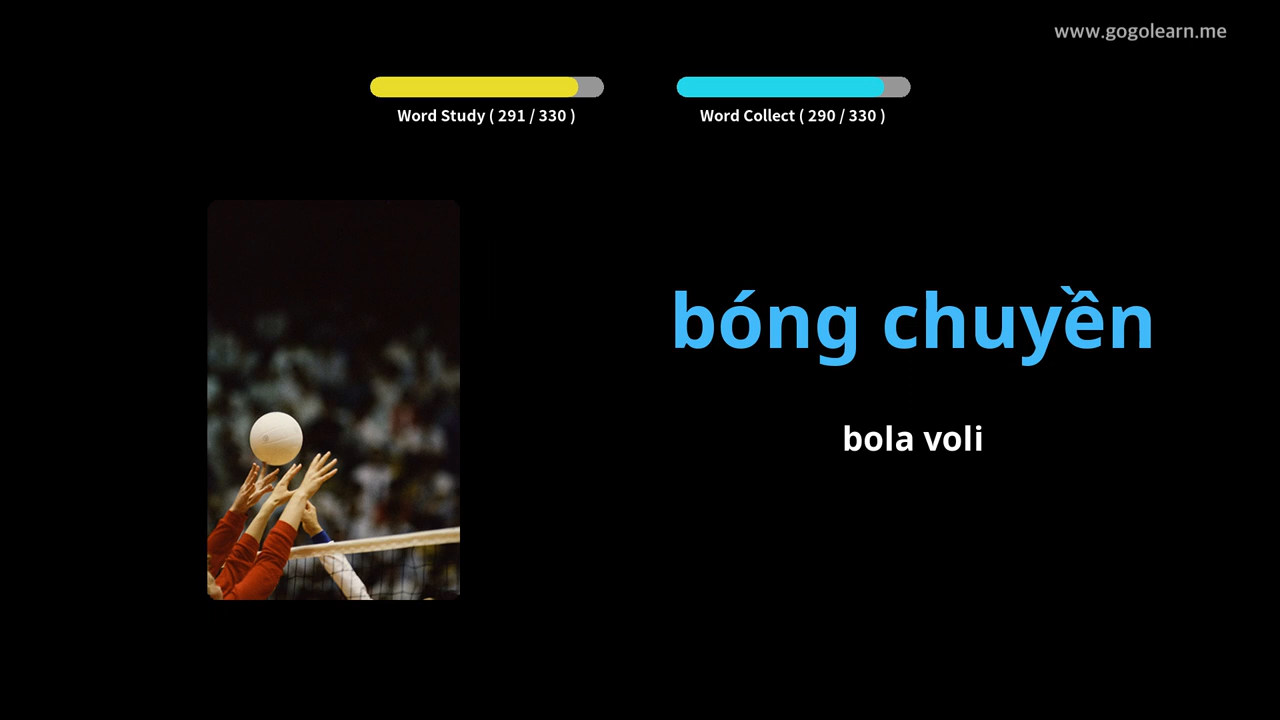 www.gogolearn.me
Word Study ( 291 / 330 )
Word Collect ( 290 / 330 )
bóng chuyền
bola voli